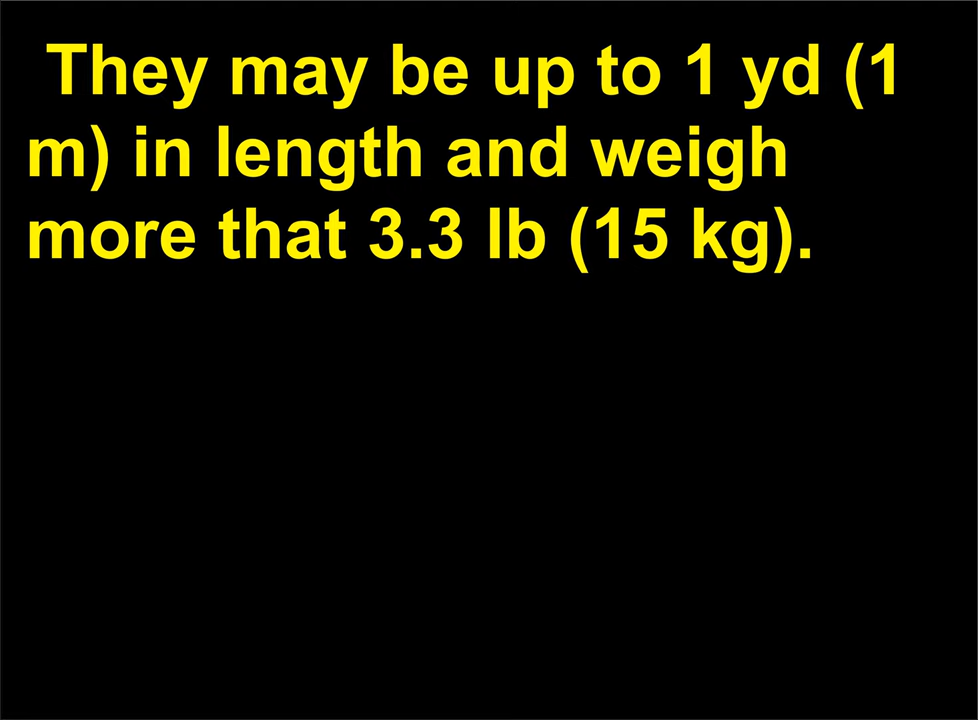 They may be up to 1 yd (1
m) in length and weigh
more that 3.3 lb (15 kg).